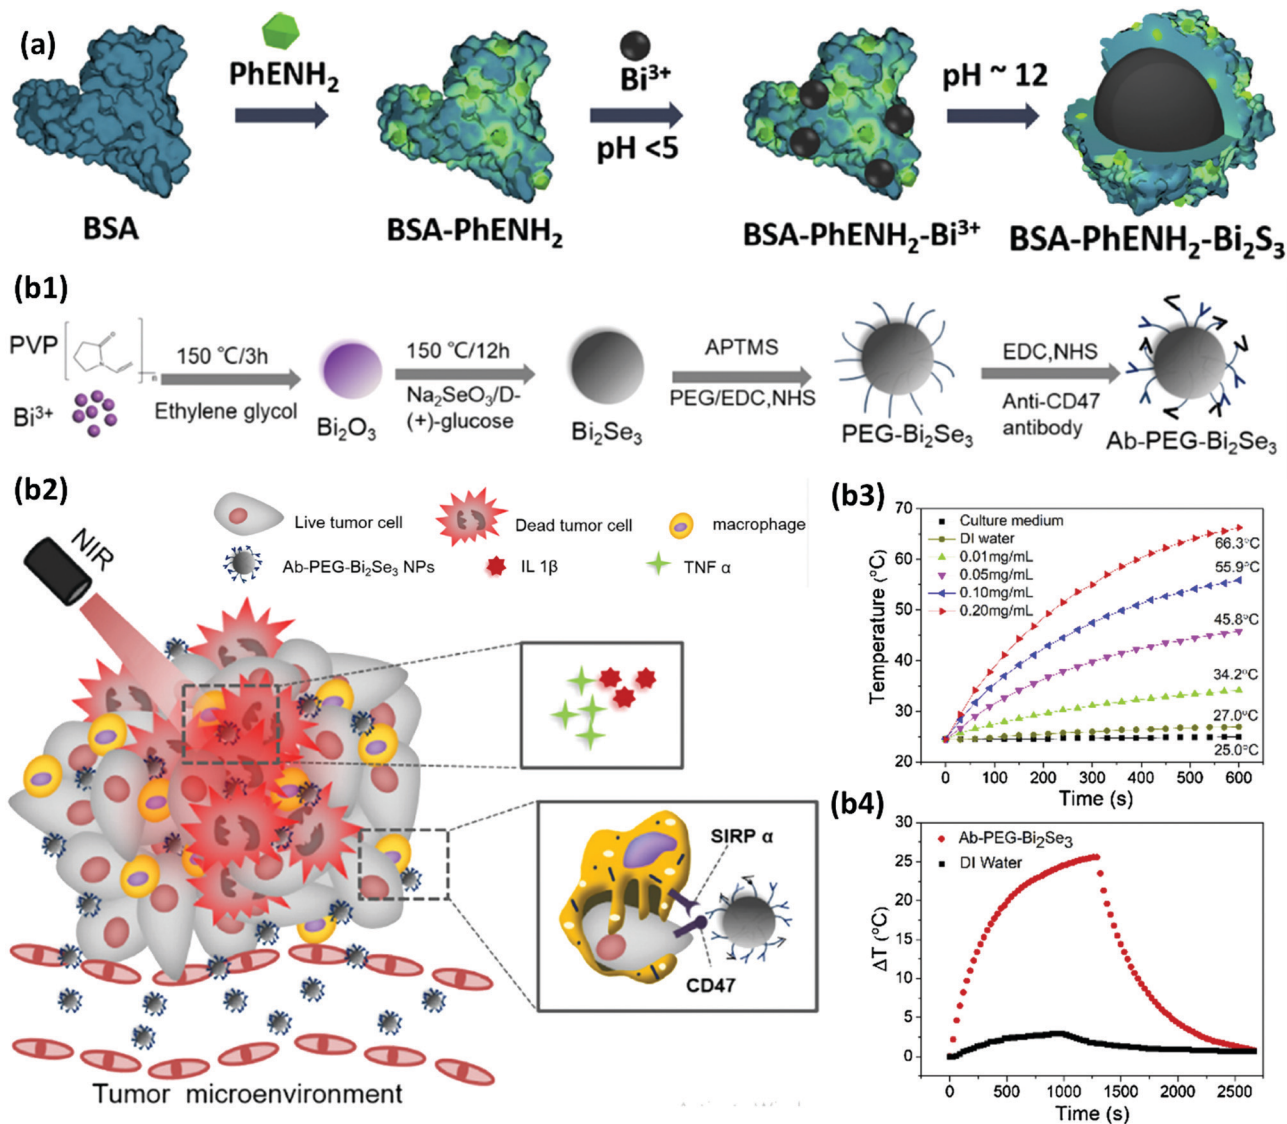 (a)
PhENH₂
Bi³⁺
pH <5
pH ~ 12
BSA
BSA-PhENH₂
BSA-PhENH₂-Bi³⁺
BSA-PhENH₂-Bi₂S₃
(b1)
PVP
n
Bi³⁺
150 ℃/3h
Ethylene glycol
Bi₂O₃
150 ℃/12h
Na₂SeO₃/D-
(+)-glucose
Bi₂Se₃
APTMS
PEG/EDC,NHS
PEG-Bi₂Se₃
EDC,NHS
Anti-CD47
antibody
Ab-PEG-Bi₂Se₃
(b2)
Live tumor cell
Dead tumor cell
macrophage
Ab-PEG-Bi₂Se₃ NPs
IL 1β
TNF α
NIR
SIRP α
CD47
Tumor microenvironment
(b3)
Temperature (°C)
70
60
50
40
30
20
Culture medium
DI water
0.01mg/mL
0.05mg/mL
0.10mg/mL
0.20mg/mL
66.3°C
55.9°C
45.8°C
34.2°C
27.0°C
25.0°C
0 100 200 300 400 500 600
Time (s)
(b4)
ΔT (°C)
30
25
20
15
10
5
0
Ab-PEG-Bi₂Se₃
DI Water
0 500 1000 1500 2000 2500
Time (s)